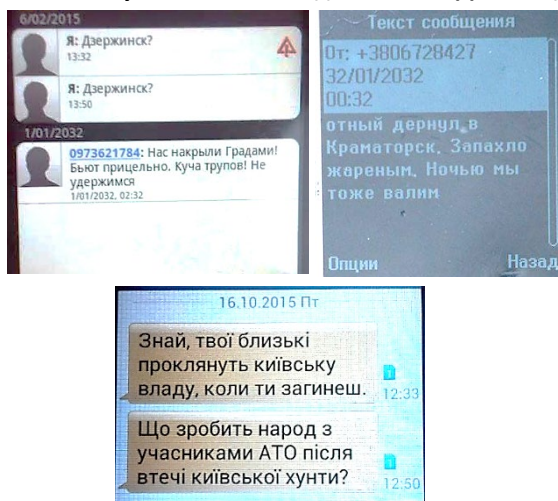 6/02/2015
Я: Дзержинск?
13:32
Я: Дзержинск?
13:50
1/01/2032
0973621784: Нас накрыли Градами!
Бьют прицельно. Куча трупов! Не
удержимся
1/01/2032, 02:32
Текст сообщения
От: +3806728427
32/01/2032
00:32
отный дернул в
Краматорск. Запахло
жареным. Ночью мы
тоже валим
Опции
Назад
16.10.2015 Пт
Знай, твої близькі
проклянуть київську
владу, коли ти загинеш.
12:33
Що зробить народ з
учасниками АТО після
втечі київської хунти?
12:50